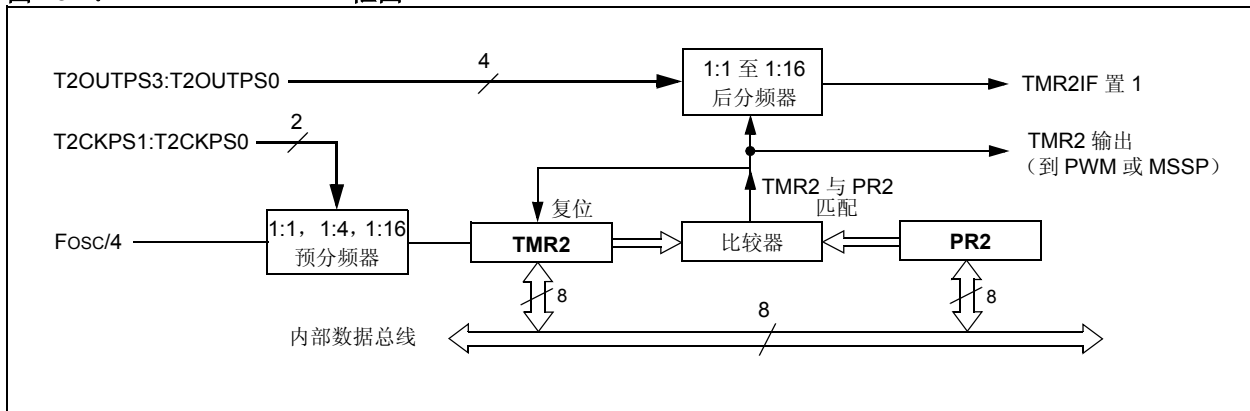 T2OUTPS3:T2OUTPS0
4
1:1 至 1:16
后分频器
TMR2IF 置 1
T2CKPS1:T2CKPS0
2
TMR2 输出
（到 PWM 或 MSSP）
TMR2 与 PR2
匹配
复位
FOSC/4
1:1， 1:4， 1:16
预分频器
TMR2
比较器
PR2
8
8
8
内部数据总线